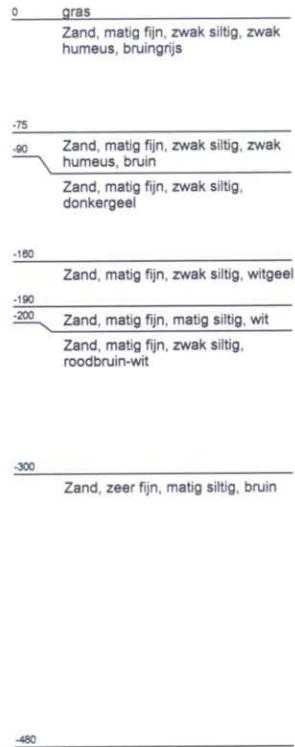 0 gras
Zand, matig fijn, zwak siltig, zwak
humeus, bruingrijs
-75
-90 Zand, matig fijn, zwak siltig, zwak
humeus, bruin
Zand, matig fijn, zwak siltig,
donkergeel
-160
Zand, matig fijn, zwak siltig, witgeel
-190
-200 Zand, matig fijn, matig siltig, wit
Zand, matig fijn, zwak siltig,
roodbruin-wit
-300
Zand, zeer fijn, matig siltig, bruin
-480